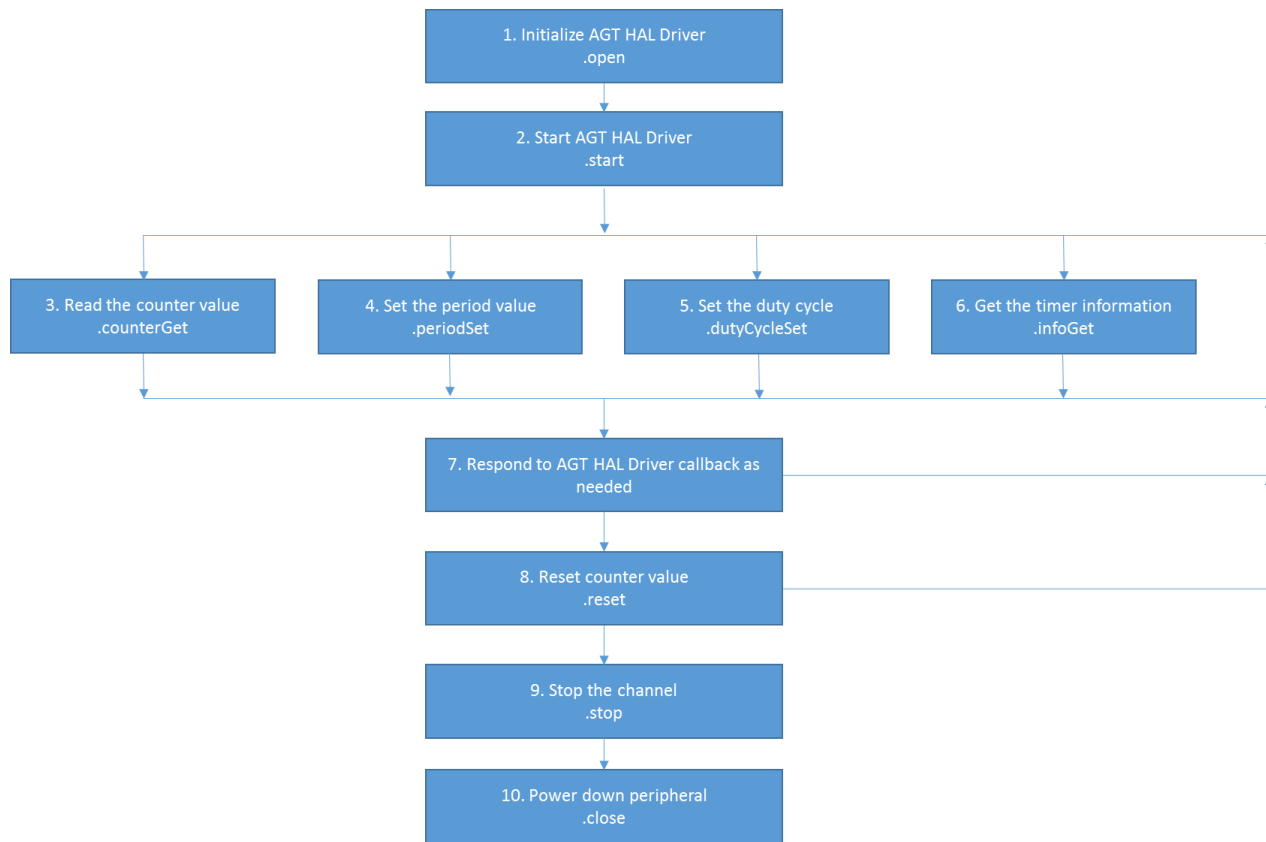 1. Initialize AGT HAL Driver
.open
2. Start AGT HAL Driver
.start
3. Read the counter value
.counterGet
4. Set the period value
.periodSet
5. Set the duty cycle
.dutyCycleSet
6. Get the timer information
.infoGet
7. Respond to AGT HAL Driver callback as
needed
8. Reset counter value
.reset
9. Stop the channel
.stop
10. Power down peripheral
.close